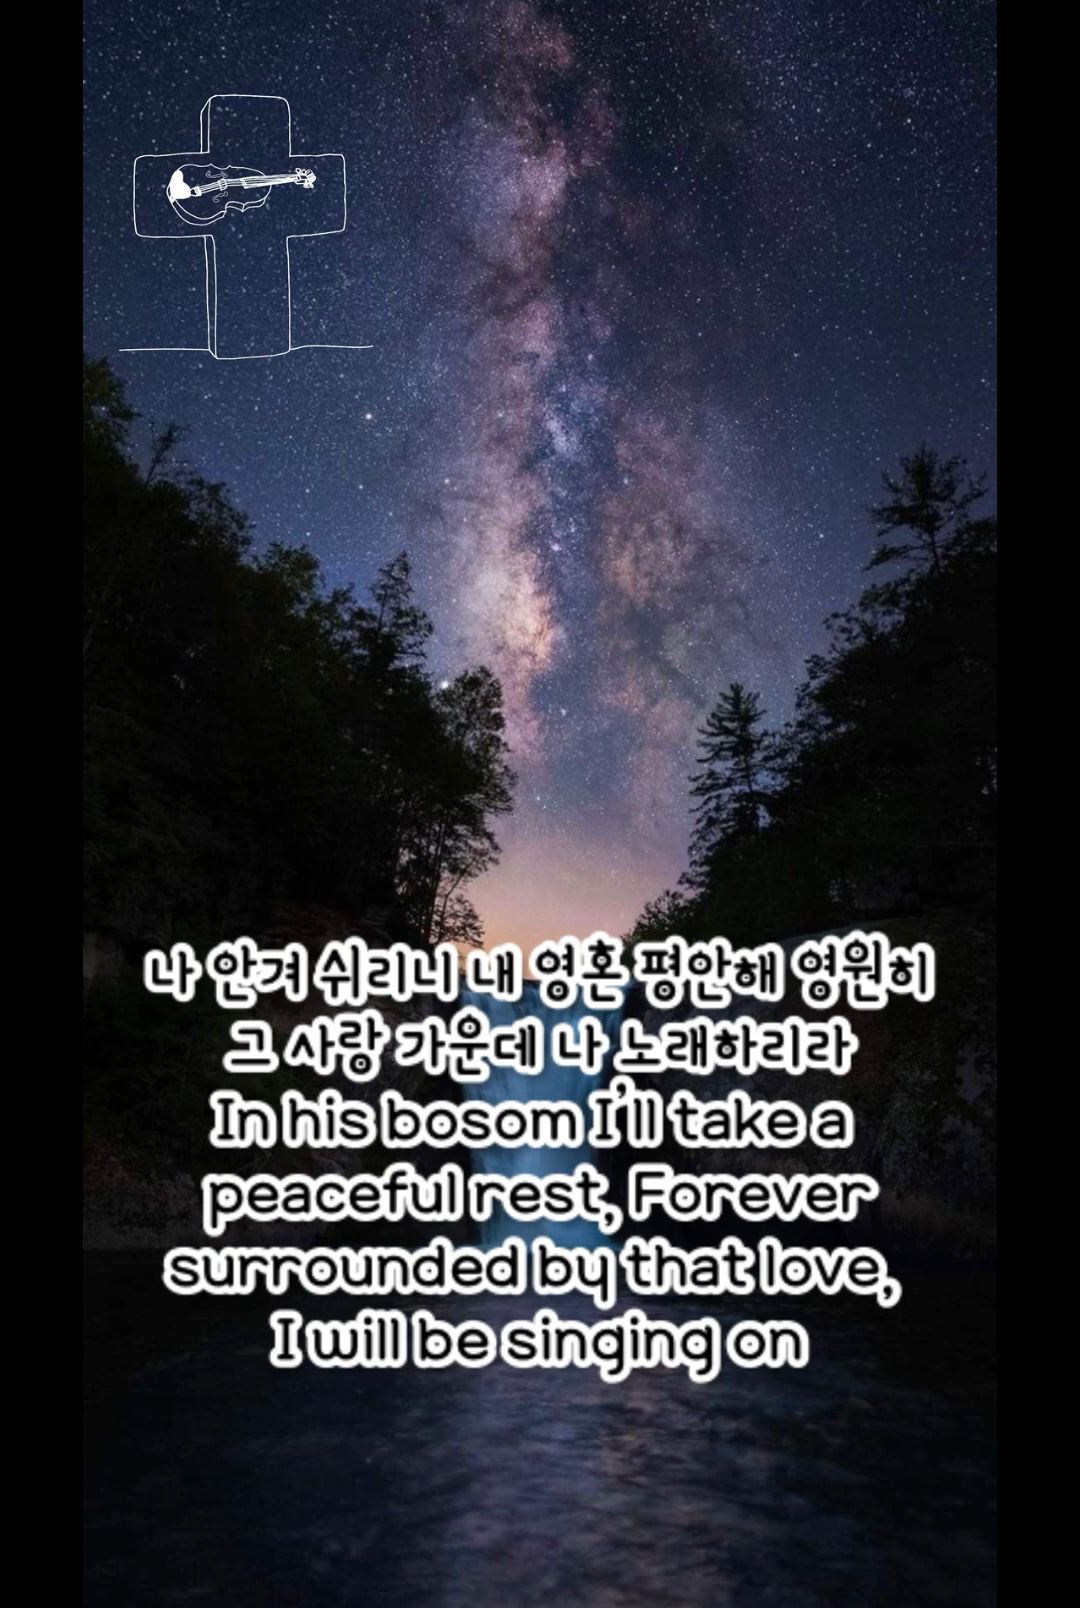 나 안겨 쉬리니 내 영혼 평안해 영원히
그 사랑 가운데 나 노래하리라
In his bosom I'll take a
peaceful rest, Forever
surrounded by that love,
I will be singing on